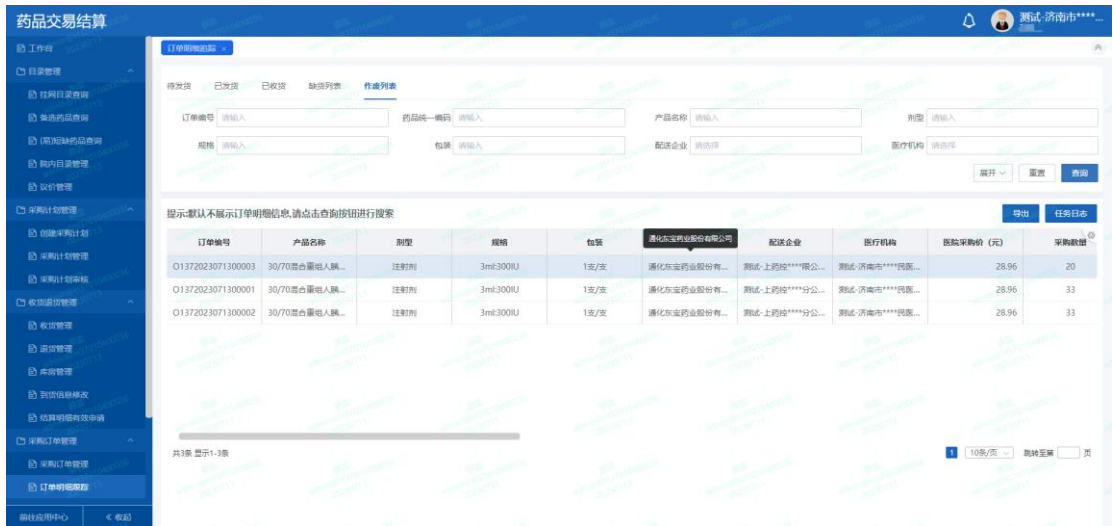 药品交易结算
测试-济南市****...
工作台
订单明细跟踪 ×
目录管理
挂网目录查询
备选药品查询
(易)短缺药品查询
院内目录管理
议价管理
采购计划管理
创建采购计划
采购计划管理
采购计划审核
收货退货管理
收货管理
退货管理
库房管理
到货信息修改
结算明细有效申请
采购订单管理
采购订单管理
订单明细跟踪
前往应用中心 《 收起
待发货 已发货 已收货 缺货列表 作废列表
订单编号 请输入 药品统一编码 请输入 产品名称 请输入 剂型 请输入
规格 请输入 包装 请输入 配送企业 请选择 医疗机构 请选择
展开 重置 查询
提示:默认不展示订单明细信息,请点击查询按钮进行搜索 导出 任务日志
通化东宝药业股份有限公司
订单编号 产品名称 剂型 规格 包装 配送企业 医疗机构 医院采购价（元） 采购数量
O1372023071300003 30/70混合重组人胰... 注射剂 3ml:300IU 1支/支 通化东宝药业股份有... 测试-上药控****限公... 测试-济南市****民医... 28.96 20
O1372023071300001 30/70混合重组人胰... 注射剂 3ml:300IU 1支/支 通化东宝药业股份有... 测试-上药控****分公... 测试-济南市****民医... 28.96 33
O1372023071300002 30/70混合重组人胰... 注射剂 3ml:300IU 1支/支 通化东宝药业股份有... 测试-上药控****分公... 测试-济南市****民医... 28.96 33
共3条 显示1-3条 1 10条/页 跳转至第 页